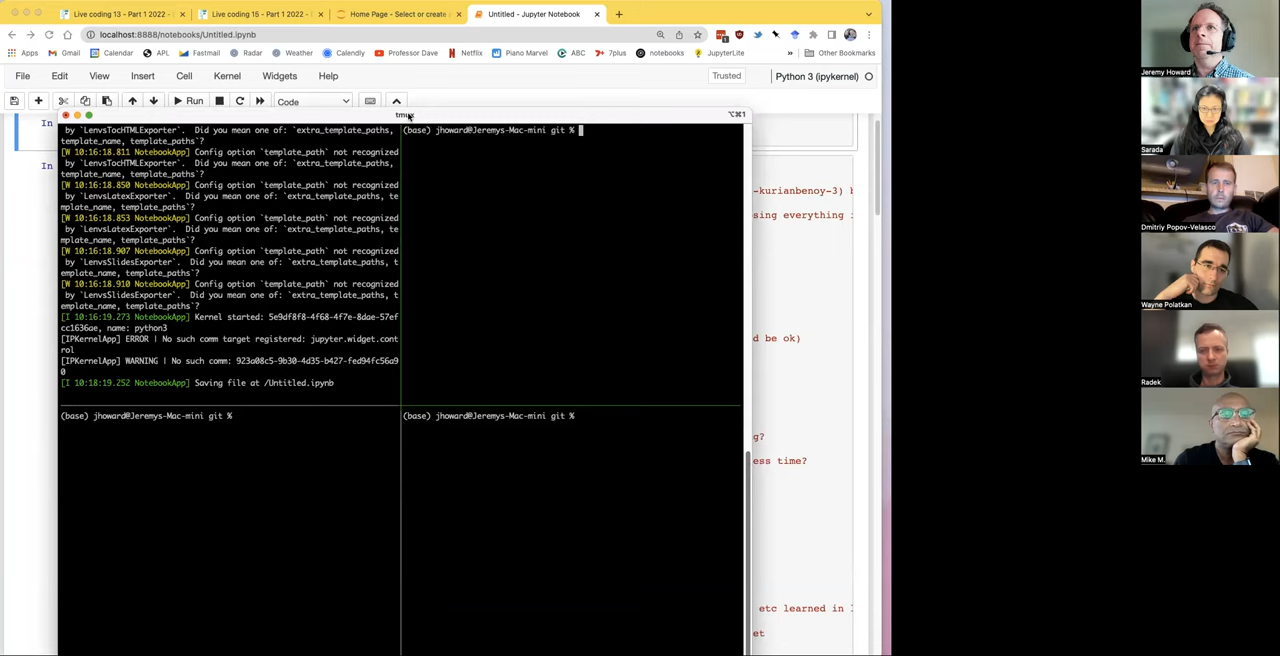 Live coding 13 - Part 1 2022 -
Live coding 15 - Part 1 2022 -
Home Page - Select or create
Untitled - Jupyter Notebook
localhost:8888/notebooks/Untitled.ipynb
Apps
Gmail
Calendar
Fastmail
Radar
Weather
Calendly
Professor Dave
Netflix
Piano Marvel
ABC
7plus
notebooks
JupyterLite
»
Other Bookmarks
File
Edit
View
Insert
Cell
Kernel
Widgets
Help
Trusted
Python 3 (ipykernel)
Run
Code
In
In
tmux
⌥⌘1
by `LenvsTocHTMLExporter`.  Did you mean one of: `extra_template_paths,
template_name, template_paths`?
[W 10:16:18.811 NotebookApp] Config option `template_path` not recognized
by `LenvsTocHTMLExporter`.  Did you mean one of: `extra_template_paths,
template_name, template_paths`?
[W 10:16:18.850 NotebookApp] Config option `template_path` not recognized
by `LenvsLatexExporter`.  Did you mean one of: `extra_template_paths, te
mplate_name, template_paths`?
[W 10:16:18.853 NotebookApp] Config option `template_path` not recognized
by `LenvsLatexExporter`.  Did you mean one of: `extra_template_paths, te
mplate_name, template_paths`?
[W 10:16:18.907 NotebookApp] Config option `template_path` not recognized
by `LenvsSlidesExporter`.  Did you mean one of: `extra_template_paths, t
emplate_name, template_paths`?
[W 10:16:18.910 NotebookApp] Config option `template_path` not recognized
by `LenvsSlidesExporter`.  Did you mean one of: `extra_template_paths, t
emplate_name, template_paths`?
[I 10:16:19.273 NotebookApp] Kernel started: 5e9df8f8-4f68-4f7e-8dae-57ef
cc1636ae, name: python3
[IPKernelApp] ERROR | No such comm target registered: jupyter.widget.cont
rol
[IPKernelApp] WARNING | No such comm: 923a08c5-9b30-4d35-b427-fed94fc56a9
0
[I 10:18:19.252 NotebookApp] Saving file at /Untitled.ipynb
(base) jhoward@Jeremys-Mac-mini git %
(base) jhoward@Jeremys-Mac-mini git %
(base) jhoward@Jeremys-Mac-mini git %
-kurianbenoy-3) b
sing everything i
d be ok)
g?
ess time?
etc learned in
et
Jeremy Howard
Sarada
Dmitriy Popov-Velasco
Wayne Polatkan
Radek
Mike M.